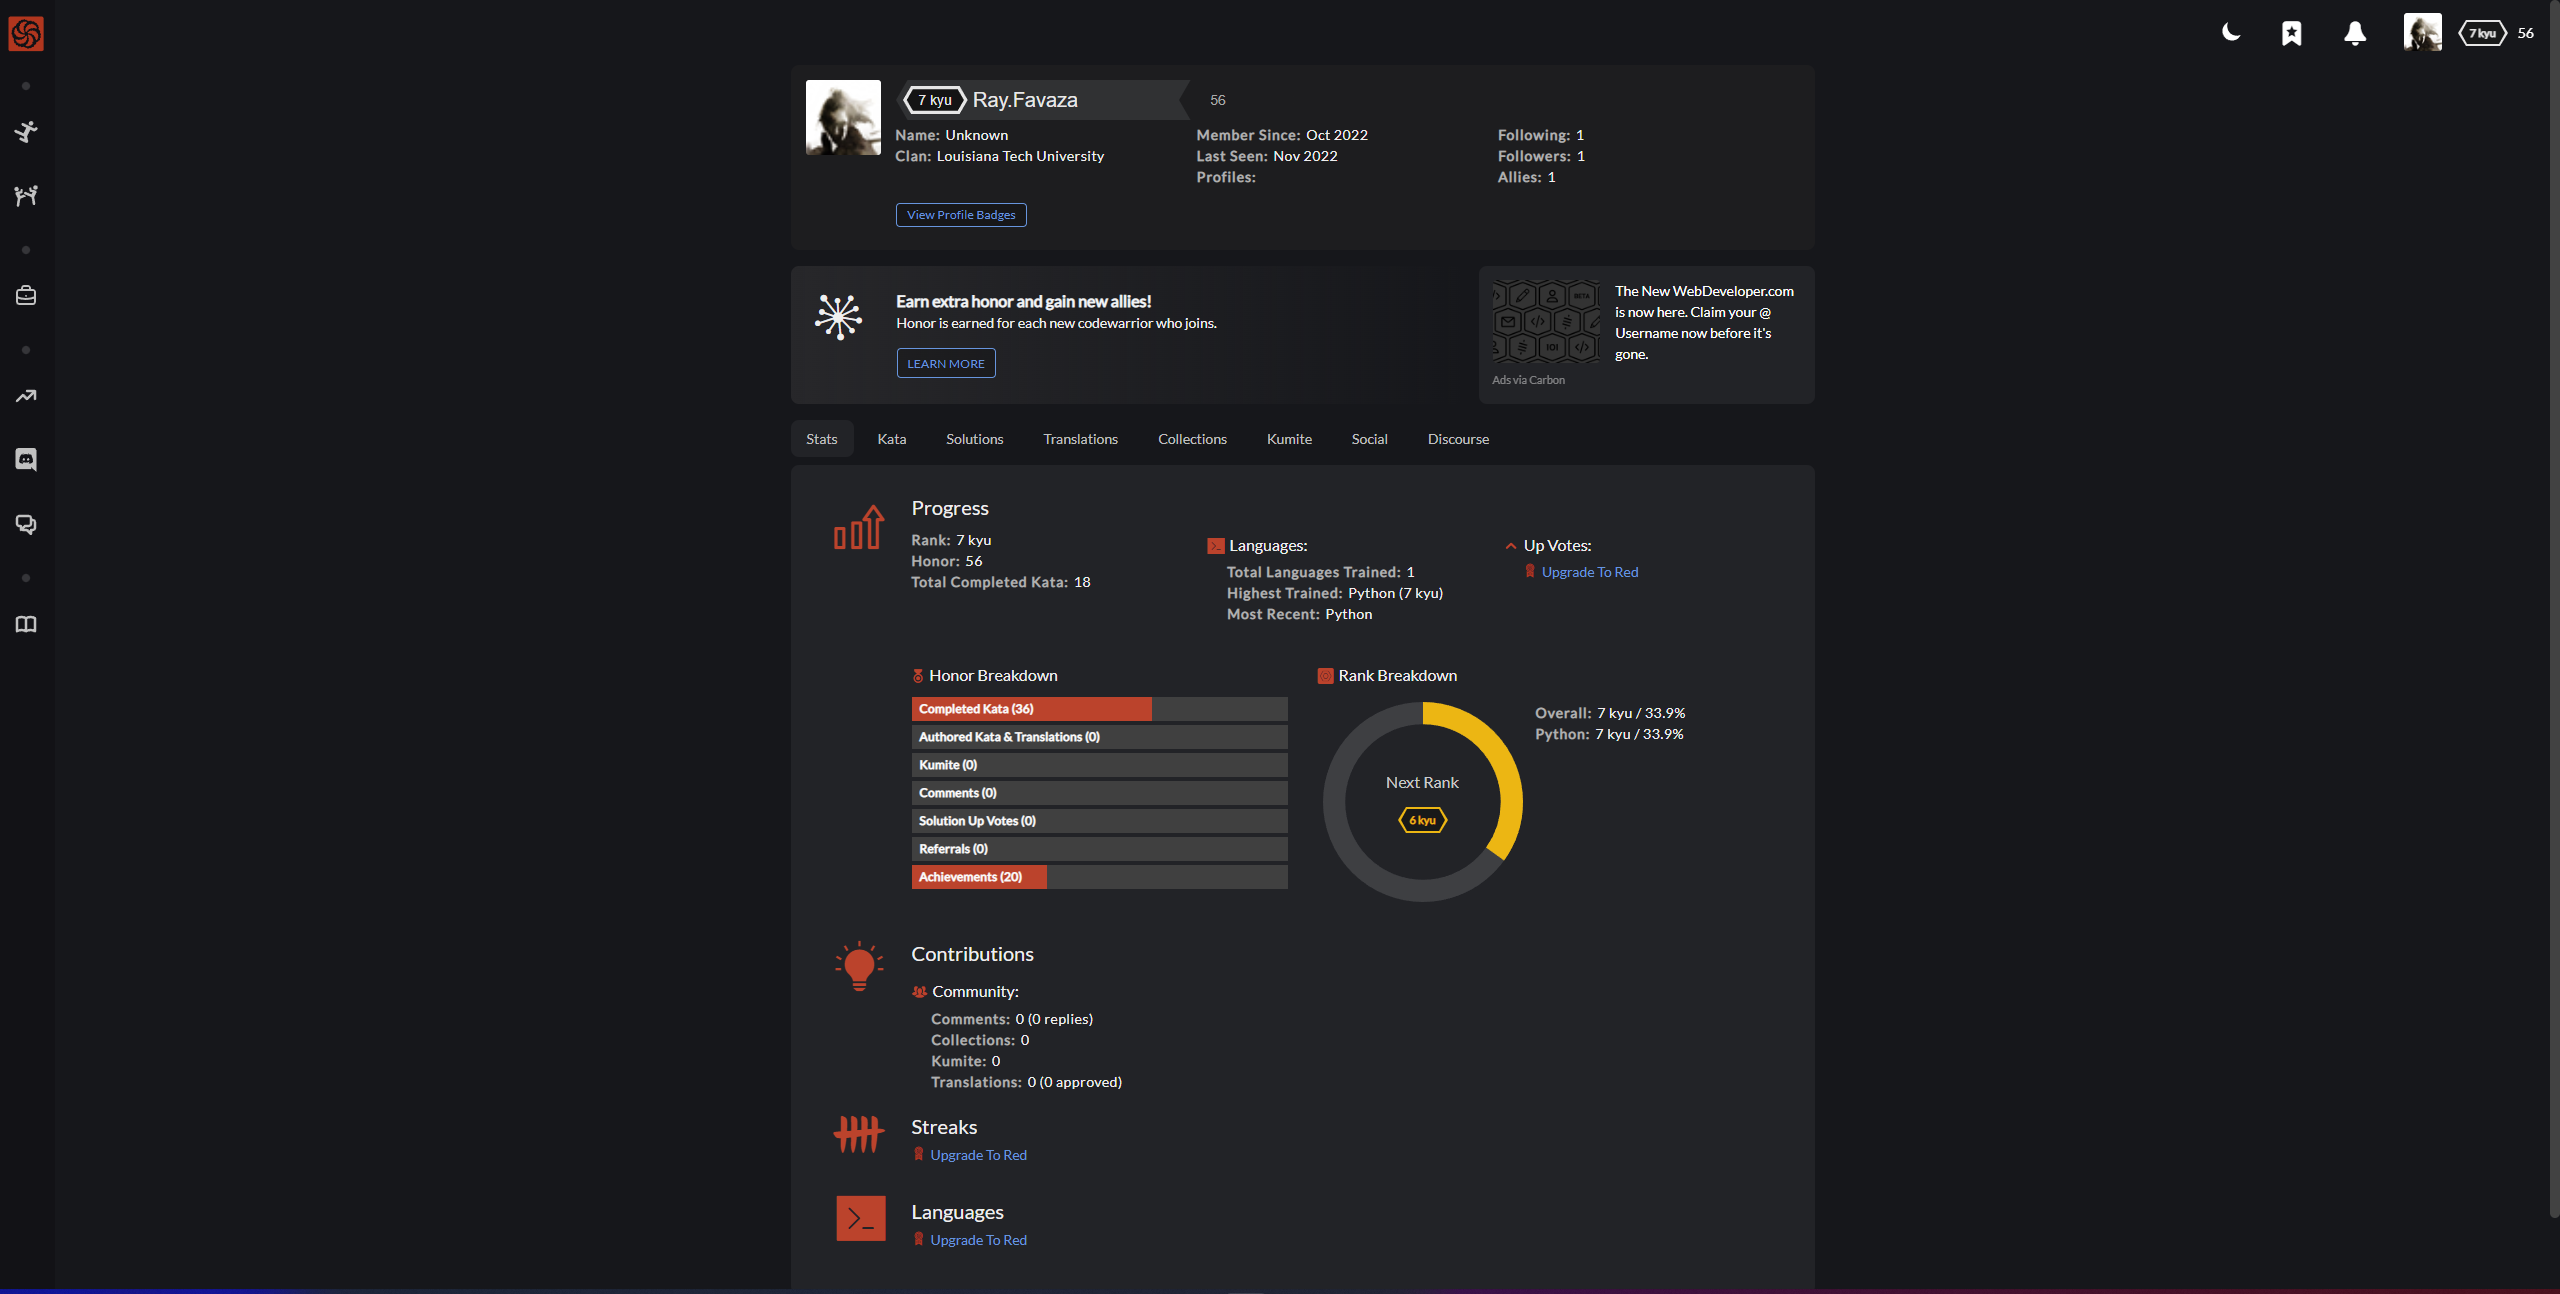 7 kyu 56
7 kyu Ray.Favaza 56
Name: Unknown
Clan: Louisiana Tech University
Member Since: Oct 2022
Last Seen: Nov 2022
Profiles:
Following: 1
Followers: 1
Allies: 1
View Profile Badges
Earn extra honor and gain new allies!
Honor is earned for each new codewarrior who joins.
LEARN MORE
BETA
101
The New WebDeveloper.com
is now here. Claim your @
Username now before it's
gone.
Ads via Carbon
Stats Kata Solutions Translations Collections Kumite Social Discourse
Progress
Rank: 7 kyu
Honor: 56
Total Completed Kata: 18
Languages:
Total Languages Trained: 1
Highest Trained: Python (7 kyu)
Most Recent: Python
Up Votes:
Upgrade To Red
Honor Breakdown
Completed Kata (36)
Authored Kata & Translations (0)
Kumite (0)
Comments (0)
Solution Up Votes (0)
Referrals (0)
Achievements (20)
Rank Breakdown
Next Rank
6 kyu
Overall: 7 kyu / 33.9%
Python: 7 kyu / 33.9%
Contributions
Community:
Comments: 0 (0 replies)
Collections: 0
Kumite: 0
Translations: 0 (0 approved)
Streaks
Upgrade To Red
Languages
Upgrade To Red